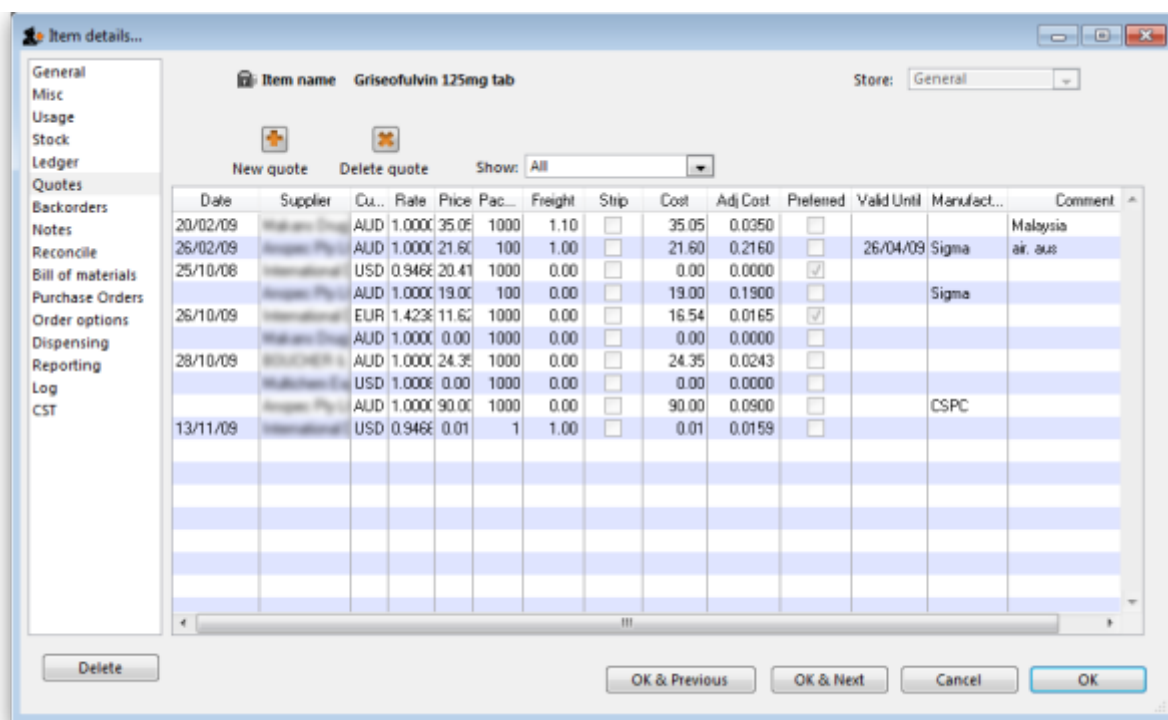 Item details...
General
Misc
Usage
Stock
Ledger
Quotes
Backorders
Notes
Reconcile
Bill of materials
Purchase Orders
Order options
Dispensing
Reporting
Log
CST
Item name Griseofulvin 125mg tab
Store: General
New quote Delete quote Show: All
Date Supplier Cu... Rate Price Pac... Freight Strip Cost Adj Cost Preferred Valid Until Manufact... Comment
20/02/09 AUD 1.000 35.05 1000 1.10 35.05 0.0350 Malaysia
26/02/09 AUD 1.000 21.60 100 1.00 21.60 0.2160 26/04/09 Sigma air. aus
25/10/08 USD 0.946 20.41 1000 0.00 0.00 0.0000
AUD 1.000 19.00 100 0.00 19.00 0.1900 Sigma
26/10/09 EUR 1.423 11.62 1000 0.00 16.54 0.0165
AUD 1.000 0.00 1000 0.00 0.00 0.0000
28/10/09 AUD 1.000 24.35 1000 0.00 24.35 0.0243
USD 1.000 0.00 1000 0.00 0.00 0.0000
AUD 1.000 90.00 1000 0.00 90.00 0.0900 CSPC
13/11/09 USD 0.946 0.01 1 1.00 0.01 0.0159
Delete
OK & Previous OK & Next Cancel OK